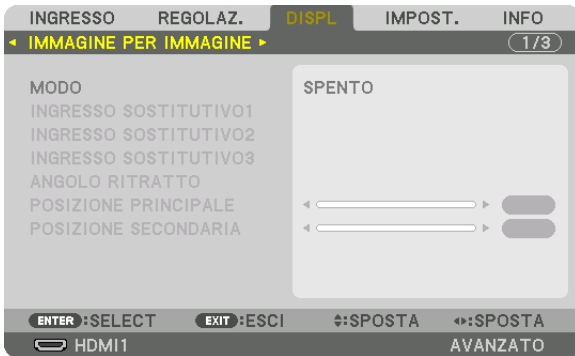 INGRESSO REGOLAZ. DISPL IMPOST. INFO
IMMAGINE PER IMMAGINE 1/3
MODO SPENTO
INGRESSO SOSTITUTIVO1
INGRESSO SOSTITUTIVO2
INGRESSO SOSTITUTIVO3
ANGOLO RITRATTO
POSIZIONE PRINCIPALE
POSIZIONE SECONDARIA
ENTER :SELECT EXIT :ESCI :SPOSTA :SPOSTA
HDMI1 AVANZATO